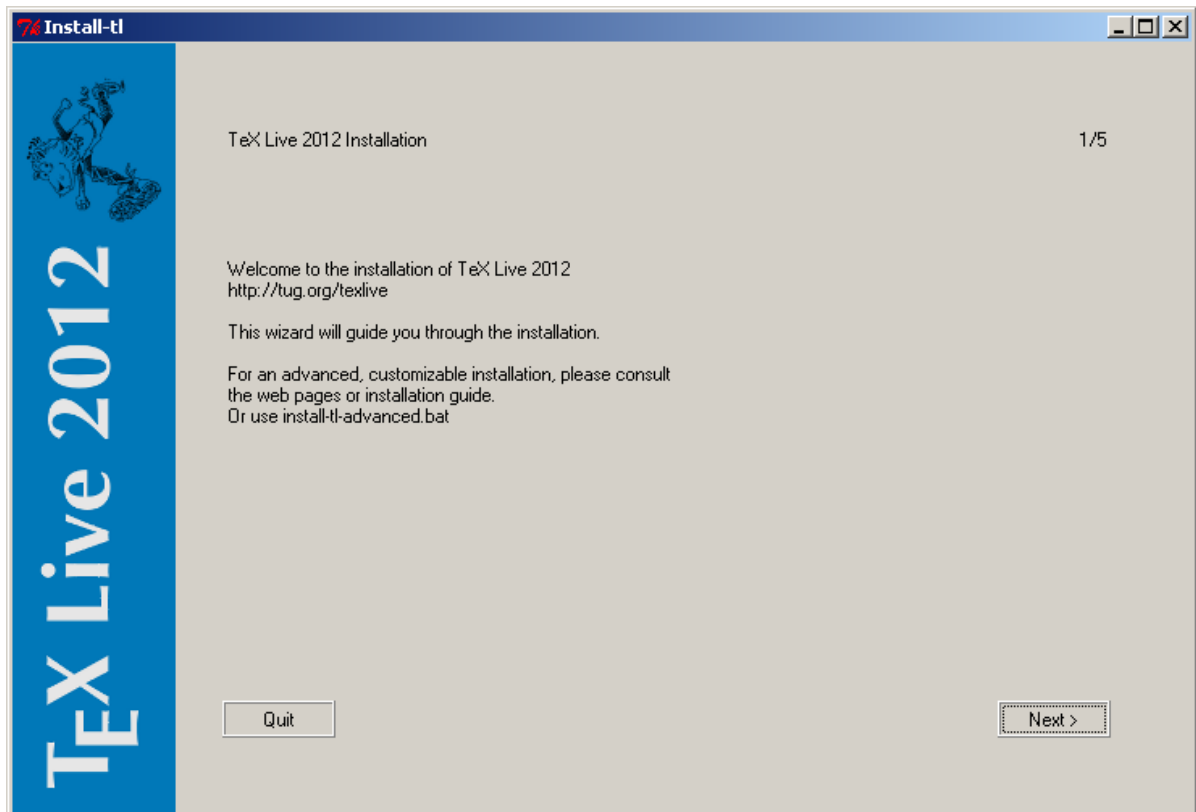 Install-tl
TeX Live 2012 Installation
1/5
Welcome to the installation of TeX Live 2012
http://tug.org/texlive
This wizard will guide you through the installation.
For an advanced, customizable installation, please consult
the web pages or installation guide.
Or use install-tl-advanced.bat
TEX Live 2012
Quit
Next >